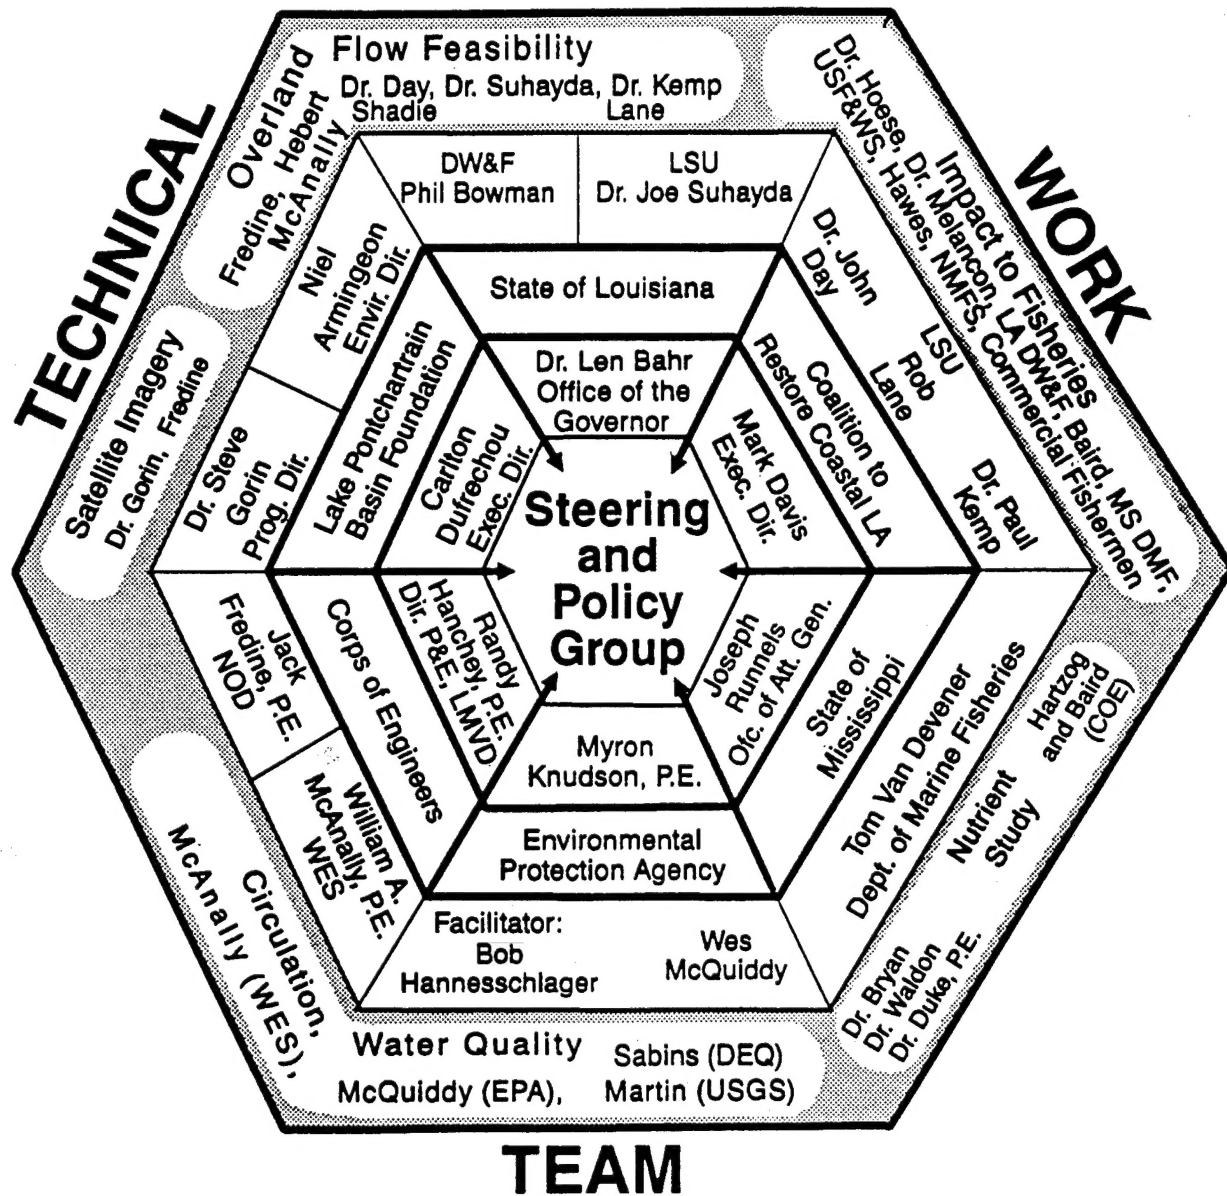 TECHNICAL
WORK
TEAM
Overland
Flow Feasibility
Fredine, Hebert
McAnally
Dr. Day, Dr. Suhayda, Dr. Kemp
Shadie
Lane
Impact to Fisheries
Dr. Hoese, Dr. Melancon, LA DW&F, Baird, MS DMF,
USF&WS, Hawes, NMFS, Commercial Fishermen
Satellite Imagery
Dr. Gorin, Fredine
Hartzog
and Baird
(COE)
Nutrient
Study
Dr. Bryan
Dr. Waldon
Dr. Duke, P.E.
Circulation,
McAnally (WES),
Water Quality
McQuiddy (EPA),
Sabins (DEQ)
Martin (USGS)
DW&F
Phil Bowman
LSU
Dr. Joe Suhayda
Dr. John
Day
LSU
Rob
Lane
Dr. Paul
Kemp
Niel
Armingeon
Envir. Dir.
Dr. Steve
Gorin
Prog. Dir.
Jack
Fredine, P.E.
NOD
William A.
McAnally, P.E.
WES
Facilitator:
Bob
Hannesschlager
Wes
McQuiddy
Tom Van Devener
Dept. of Marine Fisheries
State of Louisiana
Coalition to
Restore Coastal LA
Lake Pontchartrain
Basin Foundation
Corps of Engineers
Environmental
Protection Agency
State of
Mississippi
Dr. Len Bahr
Office of the
Governor
Mark Davis
Exec. Dir.
Carlton
Dufrechou
Exec. Dir.
Randy
Hanchey, P.E.
Dir. P&E, LMVD
Myron
Knudson, P.E.
Joseph
Runnels
Ofc. of Att. Gen.
Steering
and
Policy
Group